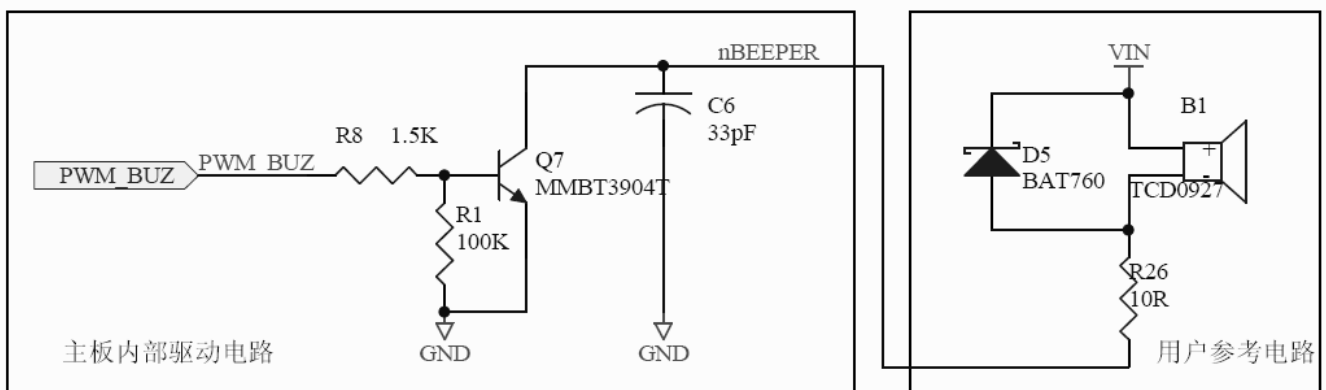 nBEEPER
VIN
C6
33pF
B1
R8 1.5K
PWM_BUZ
PWM_BUZ
Q7
MMBT3904T
D5
BAT760
+
-
TCD0927
R1
100K
R26
10R
主板内部驱动电路
GND
GND
用户参考电路